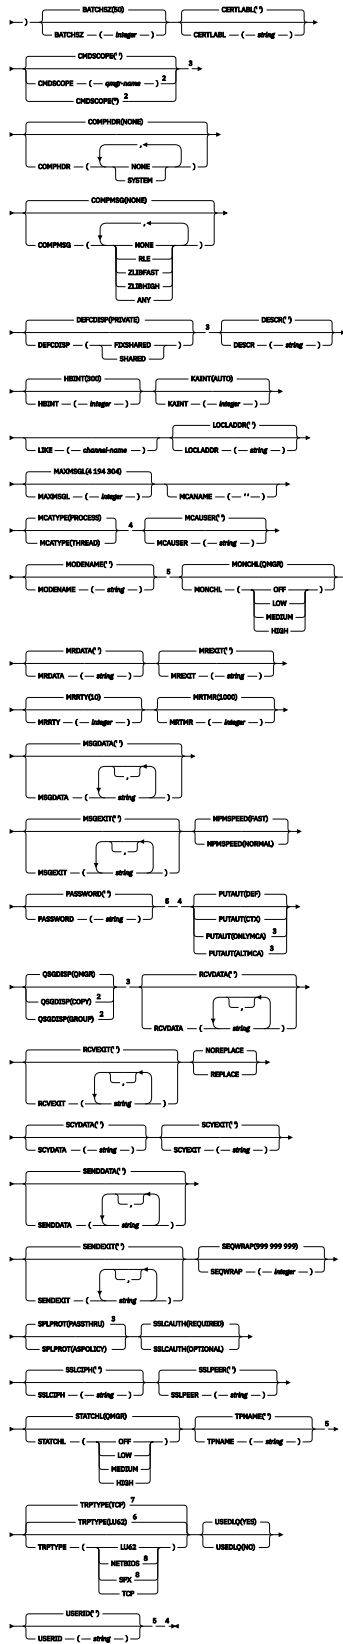 ) BATCHSZ(50) CERTLABL(' ')
BATCHSZ ( integer ) CERTLABL ( string )
CMDSCOPE(' ') 3
CMDSCOPE ( qmgr-name ) 2
CMDSCOPE(*) 2
COMPHDR(NONE)
,
COMPHDR ( NONE )
SYSTEM
COMPMSG(NONE)
,
COMPMSG ( NONE )
RLE
ZLIBFAST
ZLIBHIGH
ANY
DEFCDISP(PRIVATE) 3 DESCR(' ')
DEFCDISP ( FIXSHARED ) DESCR ( string )
SHARED
HBINT(300) KAINT(AUTO)
HBINT ( integer ) KAINT ( integer )
LOCLADDR(' ')
LIKE ( channel-name ) LOCLADDR ( string )
MAXMSGL(4 194 304)
MAXMSGL ( integer ) MCANAME ( ' ' )
MCATYPE(PROCESS) 4 MCAUSER(' ')
MCATYPE(THREAD) MCAUSER ( string )
MODENAME(' ') 5 MONCHL(QMGR)
MODENAME ( string ) MONCHL ( OFF )
LOW
MEDIUM
HIGH
MRDATA(' ') MREXIT(' ')
MRDATA ( string ) MREXIT ( string )
MRRTY(10) MRTMR(1000)
MRRTY ( integer ) MRTMR ( integer )
MSGDATA(' ')
,
MSGDATA ( string )
MSGEXIT(' ') NPMSPEED(FAST)
, NPMSPEED(NORMAL)
MSGEXIT ( string )
PASSWORD(' ') 5 4 PUTAUT(DEF)
PASSWORD ( string ) PUTAUT(CTX)
PUTAUT(ONLYMCA) 3
PUTAUT(ALTMCA) 3
QSGDISP(QMGR) 3 RCVDATA(' ')
QSGDISP(COPY) 2 ,
QSGDISP(GROUP) 2 RCVDATA ( string )
RCVEXIT(' ') NOREPLACE
, REPLACE
RCVEXIT ( string )
SCYDATA(' ') SCYEXIT(' ')
SCYDATA ( string ) SCYEXIT ( string )
SENDDATA(' ')
,
SENDDATA ( string )
SENDEXIT(' ') SEQWRAP(999 999 999)
, SEQWRAP ( integer )
SENDEXIT ( string )
SPLPROT(PASSTHRU) 3 SSLCAUTH(REQUIRED)
SPLPROT(ASPOLICY) SSLCAUTH(OPTIONAL)
SSLCIPH(' ') SSLPEER(' ')
SSLCIPH ( string ) SSLPEER ( string )
STATCHL(QMGR) TPNAME(' ') 5
STATCHL ( OFF ) TPNAME ( string )
LOW
MEDIUM
HIGH
TRPTYPE(TCP) 7
TRPTYPE(LU62) 6 USEDLQ(YES)
TRPTYPE ( LU62 ) USEDLQ(NO)
NETBIOS 8
SPX 8
TCP
USERID(' ') 5 4
USERID ( string )